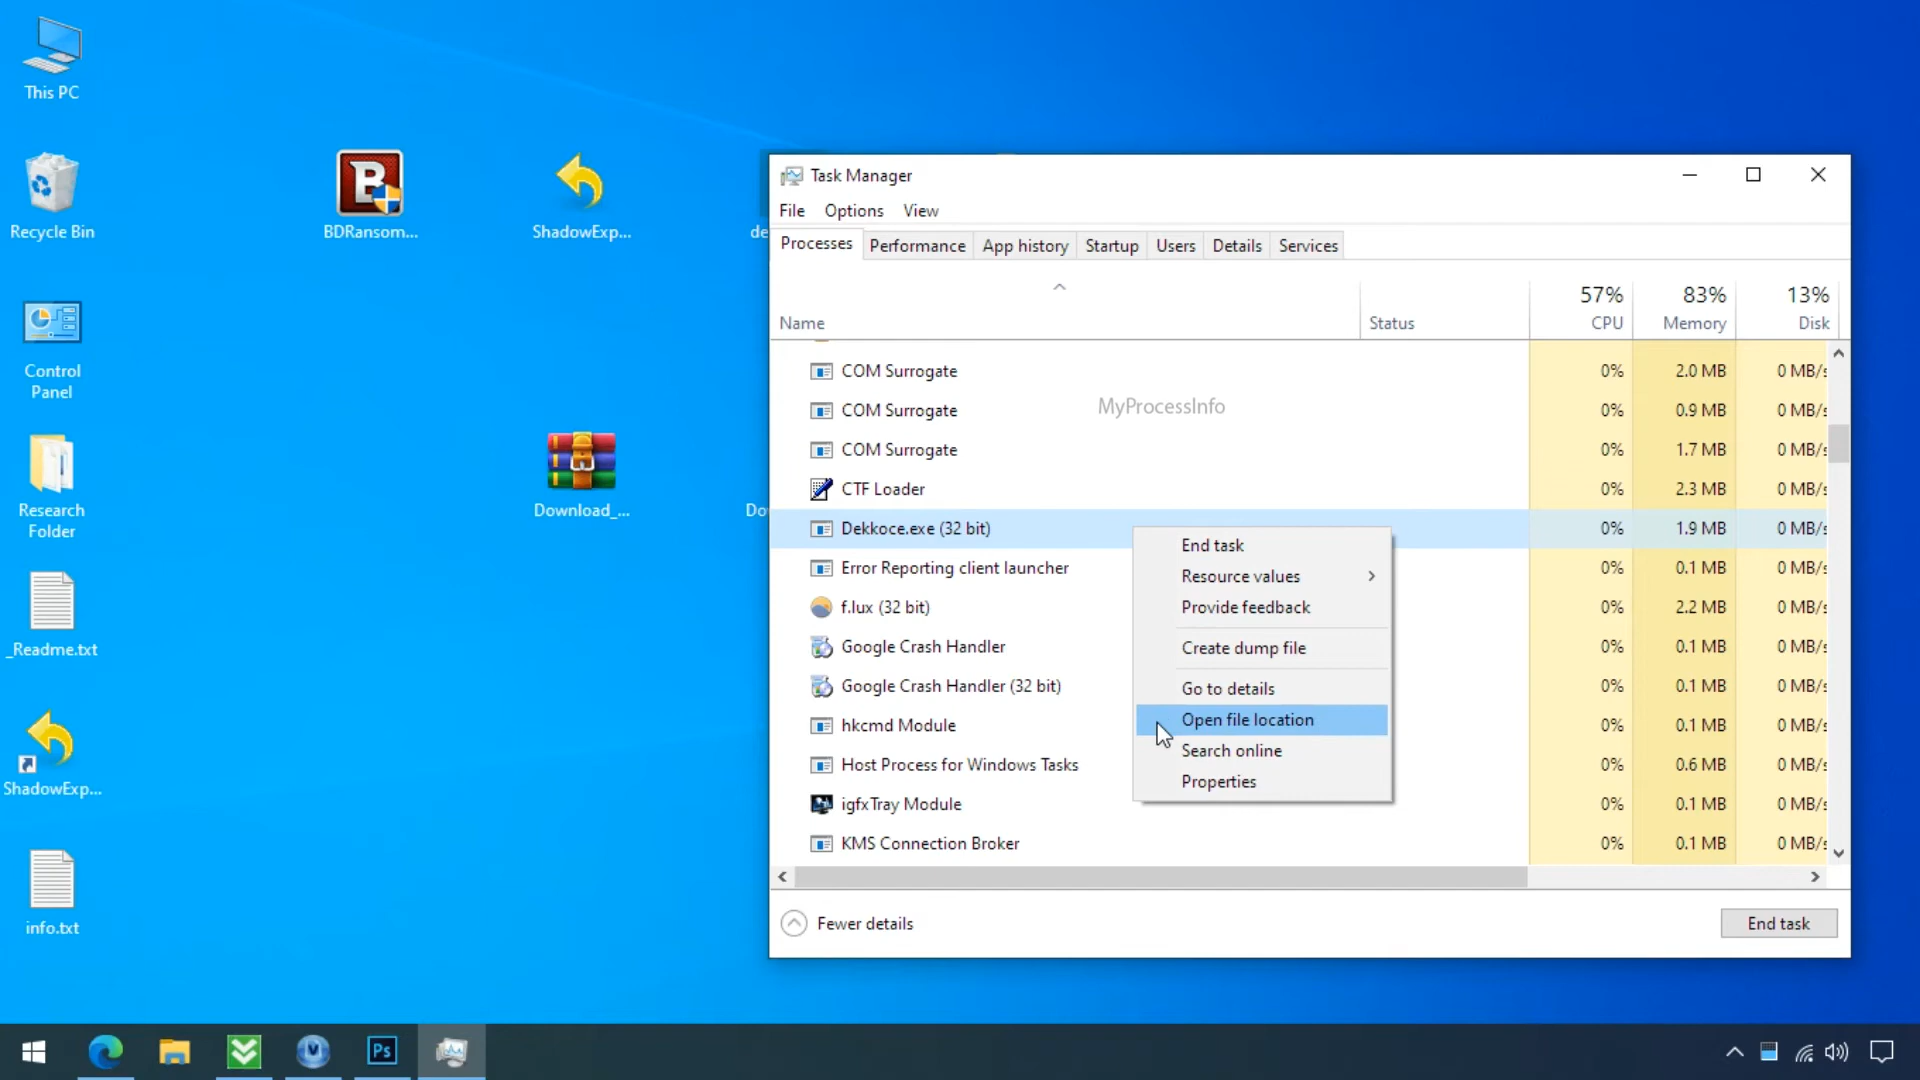 This PC
Recycle Bin
BDRansom...
ShadowExp...
de
Control
Panel
Research
Folder
Download_...
Do
_Readme.txt
ShadowExp...
info.txt
Task Manager
File Options View
Processes Performance App history Startup Users Details Services
57% 83% 13%
Name Status CPU Memory Disk
COM Surrogate 0% 2.0 MB 0 MB/s
COM Surrogate 0% 0.9 MB 0 MB/s
MyProcessInfo
COM Surrogate 0% 1.7 MB 0 MB/s
CTF Loader 0% 2.3 MB 0 MB/s
Dekkoce.exe (32 bit) 0% 1.9 MB 0 MB/s
Error Reporting client launcher 0% 0.1 MB 0 MB/s
f.lux (32 bit) 0% 2.2 MB 0 MB/s
Google Crash Handler 0% 0.1 MB 0 MB/s
Google Crash Handler (32 bit) 0% 0.1 MB 0 MB/s
hkcmd Module 0% 0.1 MB 0 MB/s
Host Process for Windows Tasks 0% 0.6 MB 0 MB/s
igfxTray Module 0% 0.1 MB 0 MB/s
KMS Connection Broker 0% 0.1 MB 0 MB/s
End task
Resource values
Provide feedback
Create dump file
Go to details
Open file location
Search online
Properties
Fewer details
End task
Ps